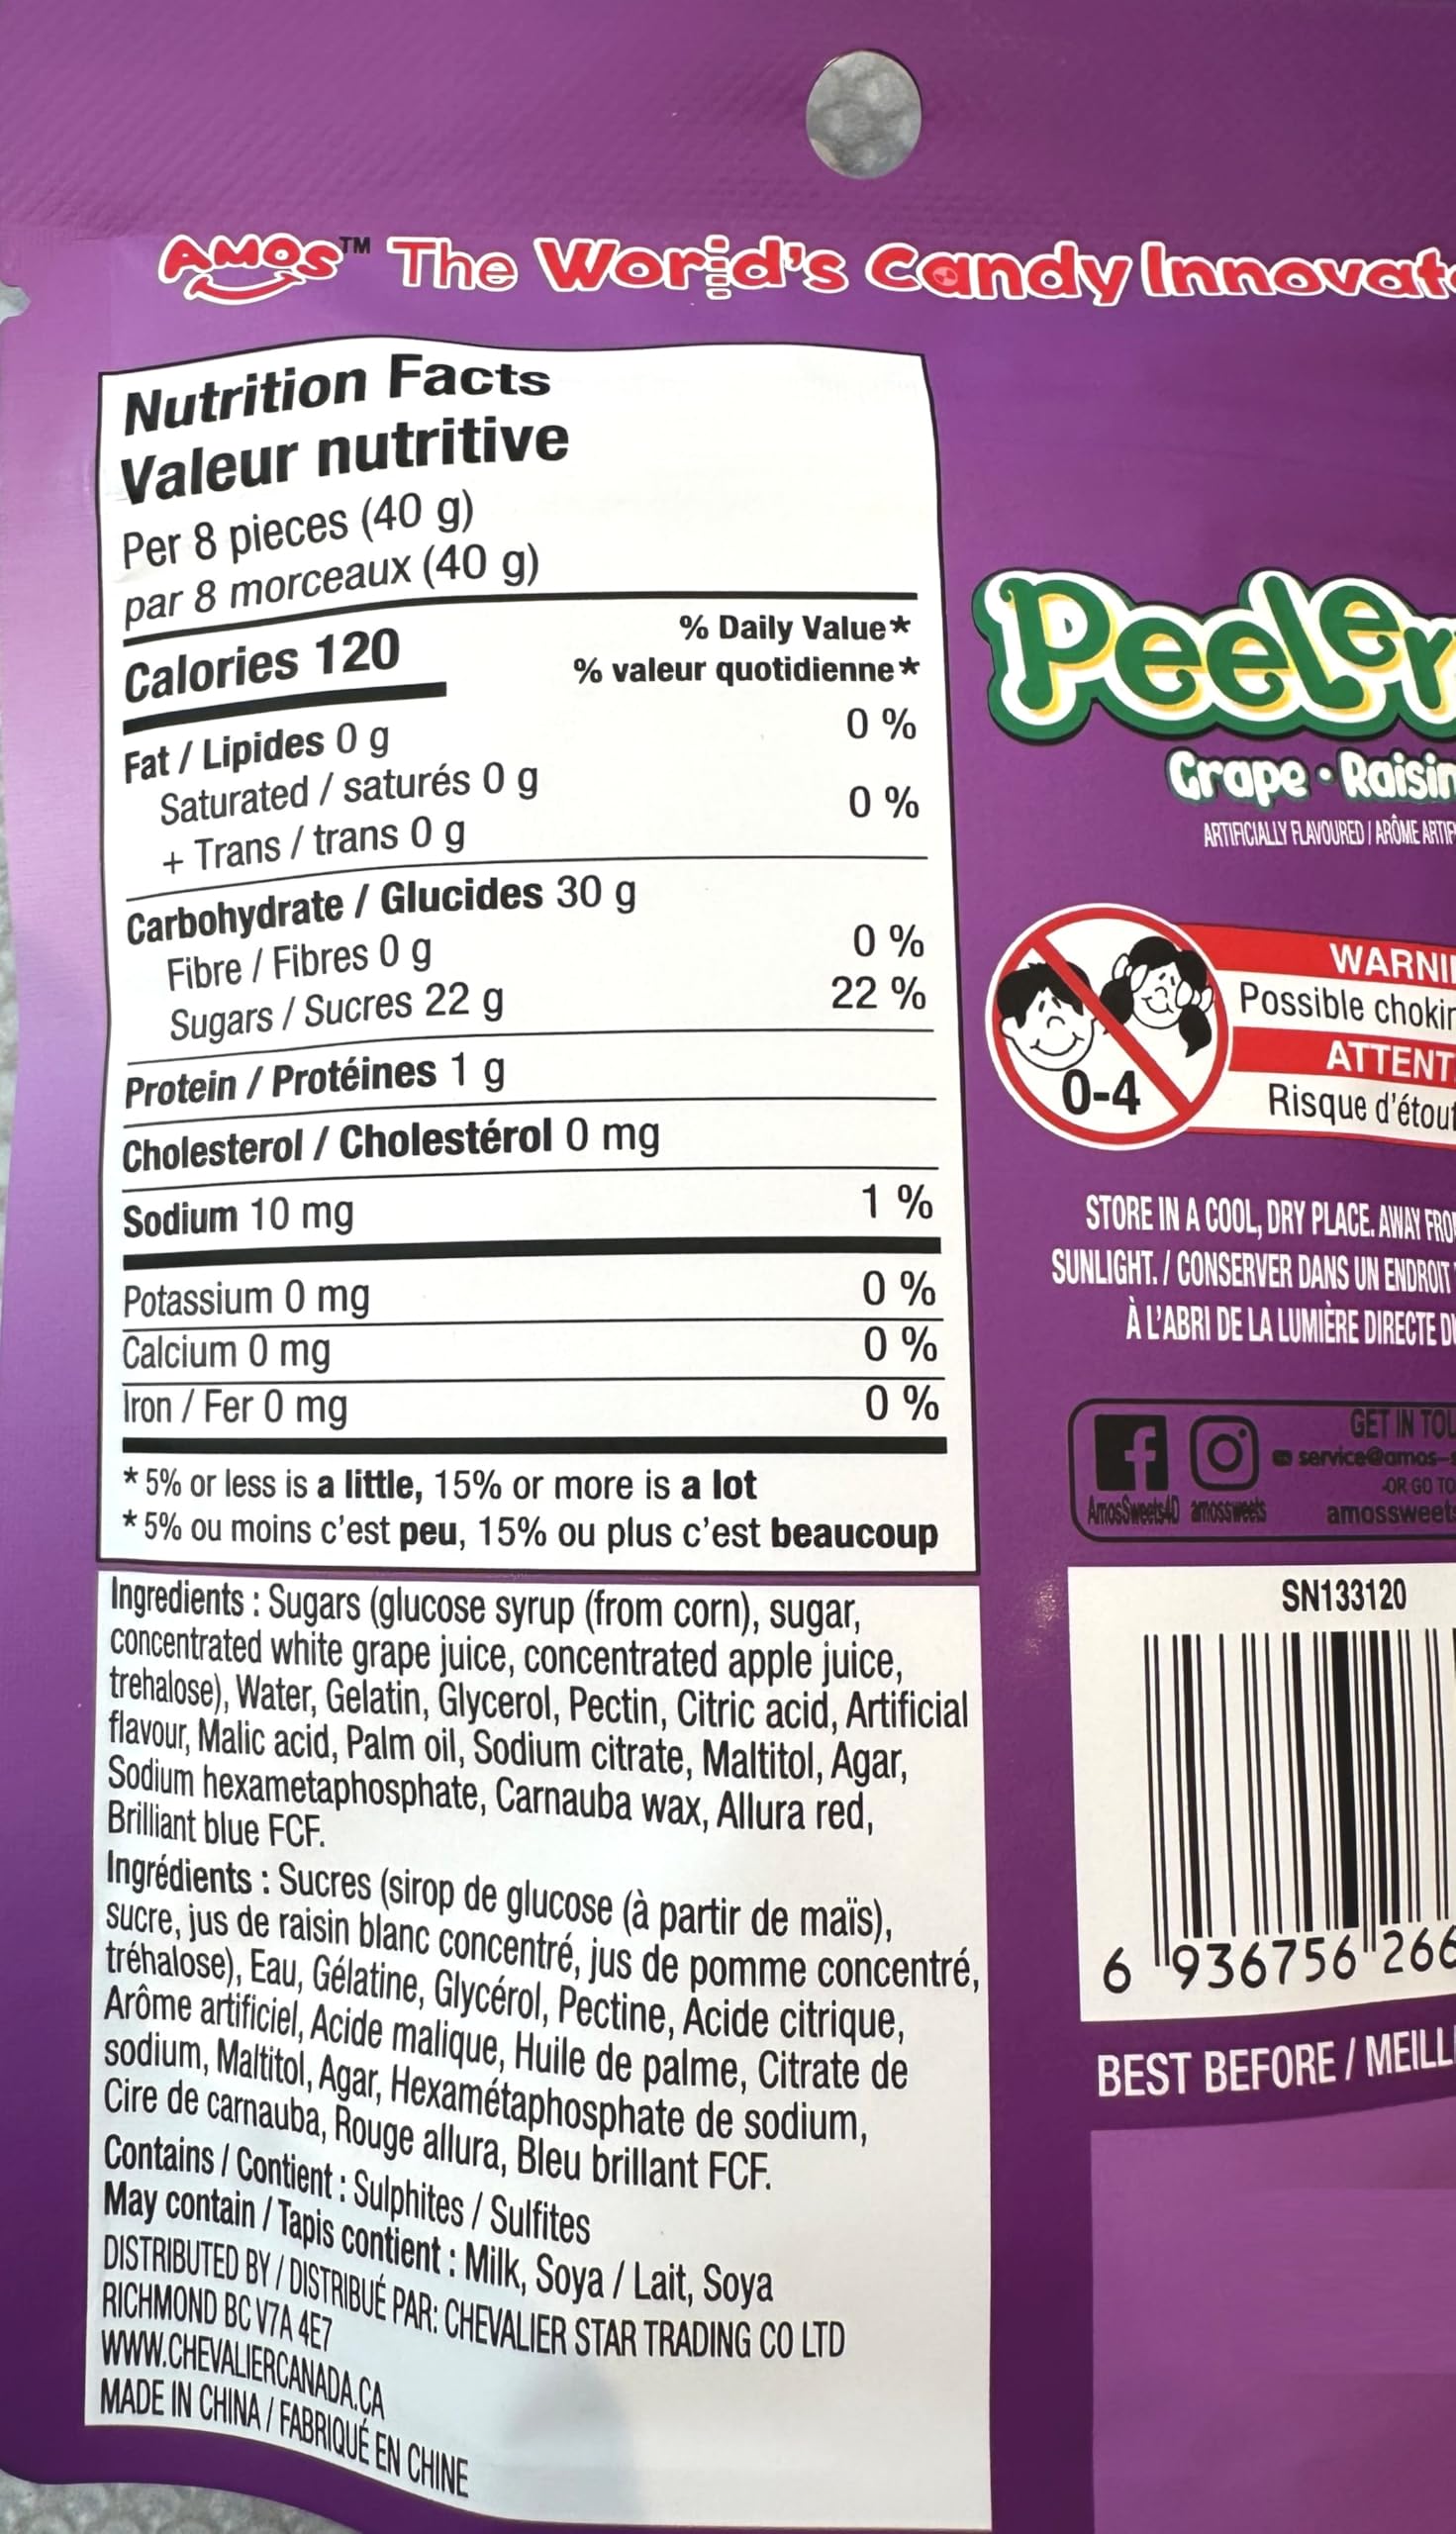 AMOS™ The World's Candy Innovat
Nutrition Facts
Valeur nutritive
Per 8 pieces (40 g)
par 8 morceaux (40 g)
Calories 120
% Daily Value*
% valeur quotidienne*
Fat / Lipides 0 g 0 %
Saturated / saturés 0 g
+ Trans / trans 0 g 0 %
Carbohydrate / Glucides 30 g
Fibre / Fibres 0 g 0 %
Sugars / Sucres 22 g 22 %
Protein / Protéines 1 g
Cholesterol / Cholestérol 0 mg
Sodium 10 mg 1 %
Potassium 0 mg 0 %
Calcium 0 mg 0 %
Iron / Fer 0 mg 0 %
* 5% or less is a little, 15% or more is a lot
* 5% ou moins c'est peu, 15% ou plus c'est beaucoup
Ingredients : Sugars (glucose syrup (from corn), sugar,
concentrated white grape juice, concentrated apple juice,
trehalose), Water, Gelatin, Glycerol, Pectin, Citric acid, Artificial
flavour, Malic acid, Palm oil, Sodium citrate, Maltitol, Agar,
Sodium hexametaphosphate, Carnauba wax, Allura red,
Brilliant blue FCF.
Ingrédients : Sucres (sirop de glucose (à partir de maïs),
sucre, jus de raisin blanc concentré, jus de pomme concentré,
tréhalose), Eau, Gélatine, Glycérol, Pectine, Acide citrique,
Arôme artificiel, Acide malique, Huile de palme, Citrate de
sodium, Maltitol, Agar, Hexamétaphosphate de sodium,
Cire de carnauba, Rouge allura, Bleu brillant FCF.
Contains / Contient : Sulphites / Sulfites
May contain / Tapis contient : Milk, Soya / Lait, Soya
DISTRIBUTED BY / DISTRIBUÉ PAR: CHEVALIER STAR TRADING CO LTD
RICHMOND BC V7A 4E7
WWW.CHEVALIERCANADA.CA
MADE IN CHINA / FABRIQUÉ EN CHINE
Peeler
Grape • Raisin
ARTIFICIALLY FLAVOURED / ARÔME ARTIF
WARNI
Possible chokin
ATTENT
Risque d'étouf
0-4
STORE IN A COOL, DRY PLACE. AWAY FROM
SUNLIGHT. / CONSERVER DANS UN ENDROIT
À L'ABRI DE LA LUMIÈRE DIRECTE DU
GET IN TOU
service@amos-s
OR GO TO
amossweets
AmosSweets4D amossweets
SN133120
6 936756 266
BEST BEFORE / MEILL